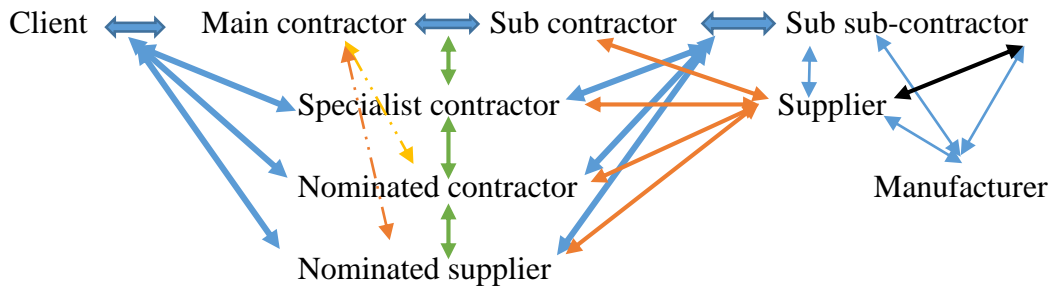 Client Main contractor Sub contractor Sub sub-contractor
Specialist contractor Supplier
Nominated contractor Manufacturer
Nominated supplier